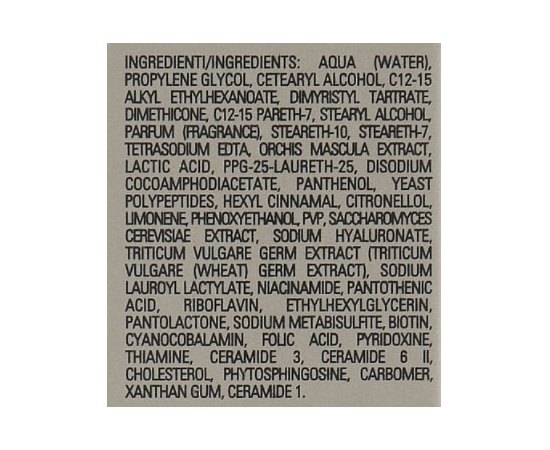 INGREDIENTI/INGREDIENTS: AQUA (WATER),
PROPYLENE GLYCOL, CETEARYL ALCOHOL, C12-15
ALKYL ETHYLHEXANOATE, DIMYRISTYL TARTRATE,
DIMETHICONE, C12-15 PARETH-7, STEARYL ALCOHOL,
PARFUM (FRAGRANCE), STEARETH-10, STEARETH-7,
TETRASODIUM EDTA, ORCHIS MASCULA EXTRACT,
LACTIC ACID, PPG-25-LAURETH-25, DISODIUM
COCOAMPHODIACETATE, PANTHENOL, YEAST
POLYPEPTIDES, HEXYL CINNAMAL, CITRONELLOL,
LIMONENE, PHENOXYETHANOL, PVP, SACCHAROMYCES
CEREVISIAE EXTRACT, SODIUM HYALURONATE,
TRITICUM VULGARE GERM EXTRACT (TRITICUM
VULGARE (WHEAT) GERM EXTRACT), SODIUM
LAUROYL LACTYLATE, NIACINAMIDE, PANTOTHENIC
ACID, RIBOFLAVIN, ETHYLHEXYLGLYCERIN,
PANTOLACTONE, SODIUM METABISULFITE, BIOTIN,
CYANOCOBALAMIN, FOLIC ACID, PYRIDOXINE,
THIAMINE, CERAMIDE 3, CERAMIDE 6 II,
CHOLESTEROL, PHYTOSPHINGOSINE, CARBOMER,
XANTHAN GUM, CERAMIDE 1.